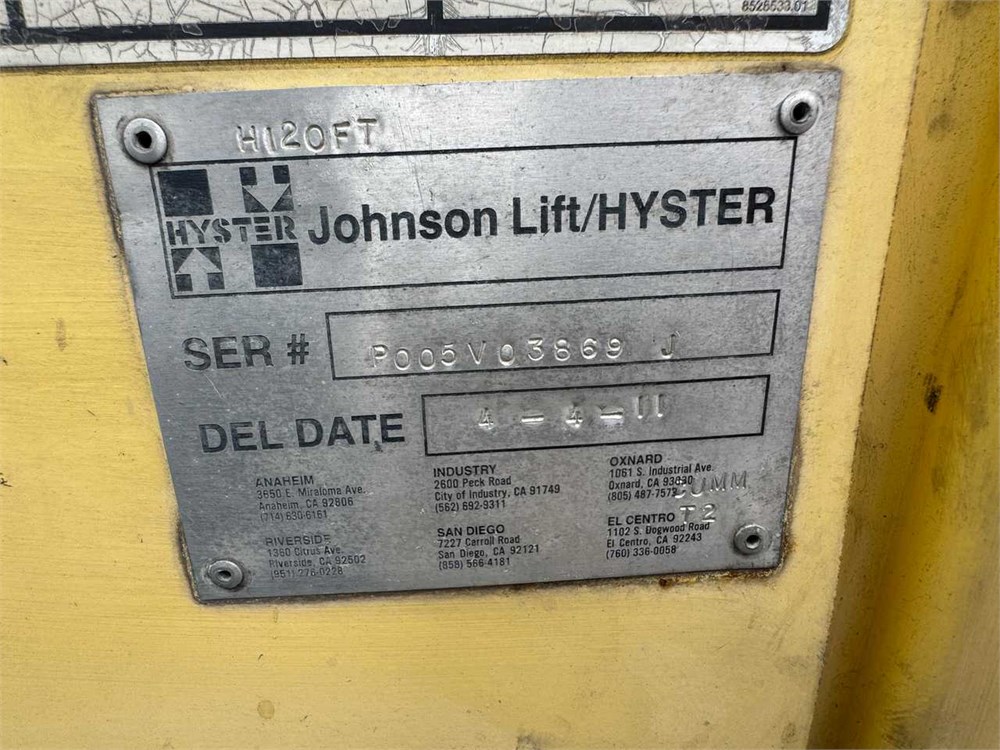 8526533.01
H120FT
HYSTER
Johnson Lift/HYSTER
SER # P005V03869 J
DEL DATE 4-4-11
ANAHEIM
3650 E. Miraloma Ave.
Anaheim, CA 92806
(714) 630-6161
RIVERSIDE
1360 Citrus Ave.
Riverside, CA 92502
(951) 276-0228
INDUSTRY
2600 Peck Road
City of Industry, CA 91749
(562) 692-9311
SAN DIEGO
7227 Carroll Road
San Diego, CA 92121
(858) 566-4181
OXNARD
1061 S. Industrial Ave.
Oxnard, CA 93030
(805) 487-7573
CUMM
T2
EL CENTRO
1102 S. Dogwood Road
El Centro, CA 92243
(760) 336-0058